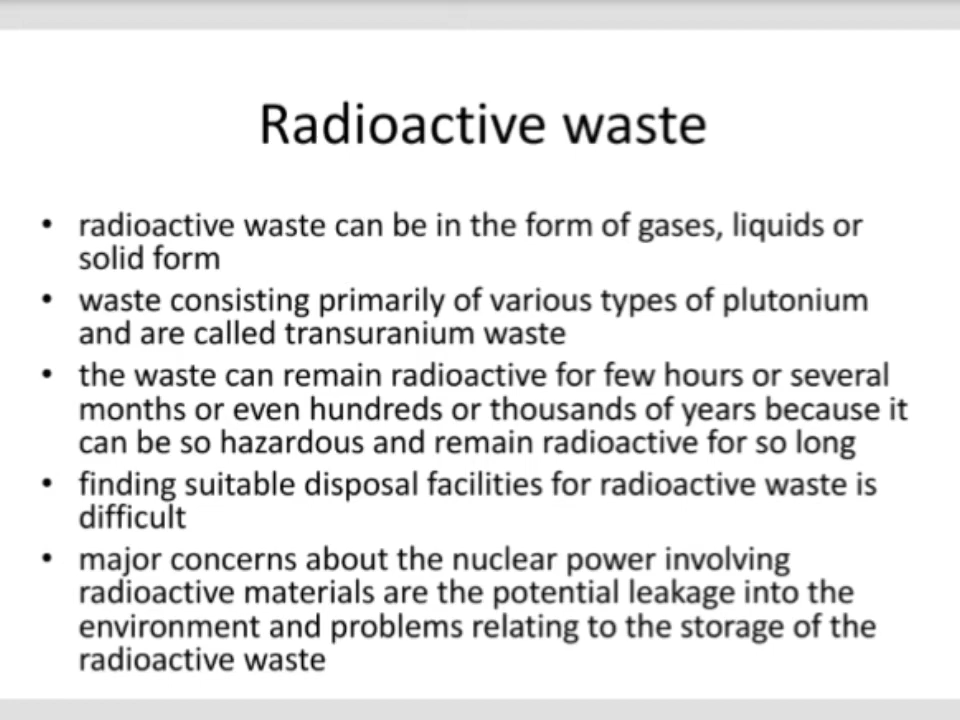 Radioactive waste
• radioactive waste can be in the form of gases, liquids or
solid form
• waste consisting primarily of various types of plutonium
and are called transuranium waste
• the waste can remain radioactive for few hours or several
months or even hundreds or thousands of years because it
can be so hazardous and remain radioactive for so long
• finding suitable disposal facilities for radioactive waste is
difficult
• major concerns about the nuclear power involving
radioactive materials are the potential leakage into the
environment and problems relating to the storage of the
radioactive waste